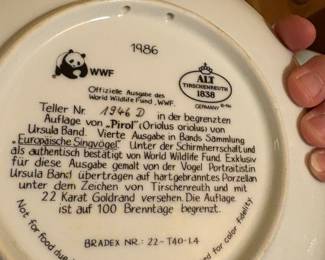 1986
WWF
Offizielle Ausgabe des
World Wildlife Fund, WWF.
ALT
TIRSCHENREUTH
1838
GERMANY
Teller Nr. 1946 D in der begrenzten
Auflage von „Pirol" (Oriolus oriolus) von
Ursula Band. Vierte Ausgabe in Bands Sammlung
„Europäische Singvögel". Unter der Schirmherrschaft und
als authentisch bestätigt von World Wildlife Fund. Exklusiv
für diese Ausgabe gemalt von der Vogel Portraitistin
Ursula Band übertragen auf hartgebranntes Porzellan
unter dem Zeichen von Tirschenreuth und mit
22 Karat Goldrand versehen. Die Auflage
ist auf 100 Brenntage begrenzt.
BRADEX NR.: 22-T40-1.4
Not for food due
used for color fidelity.